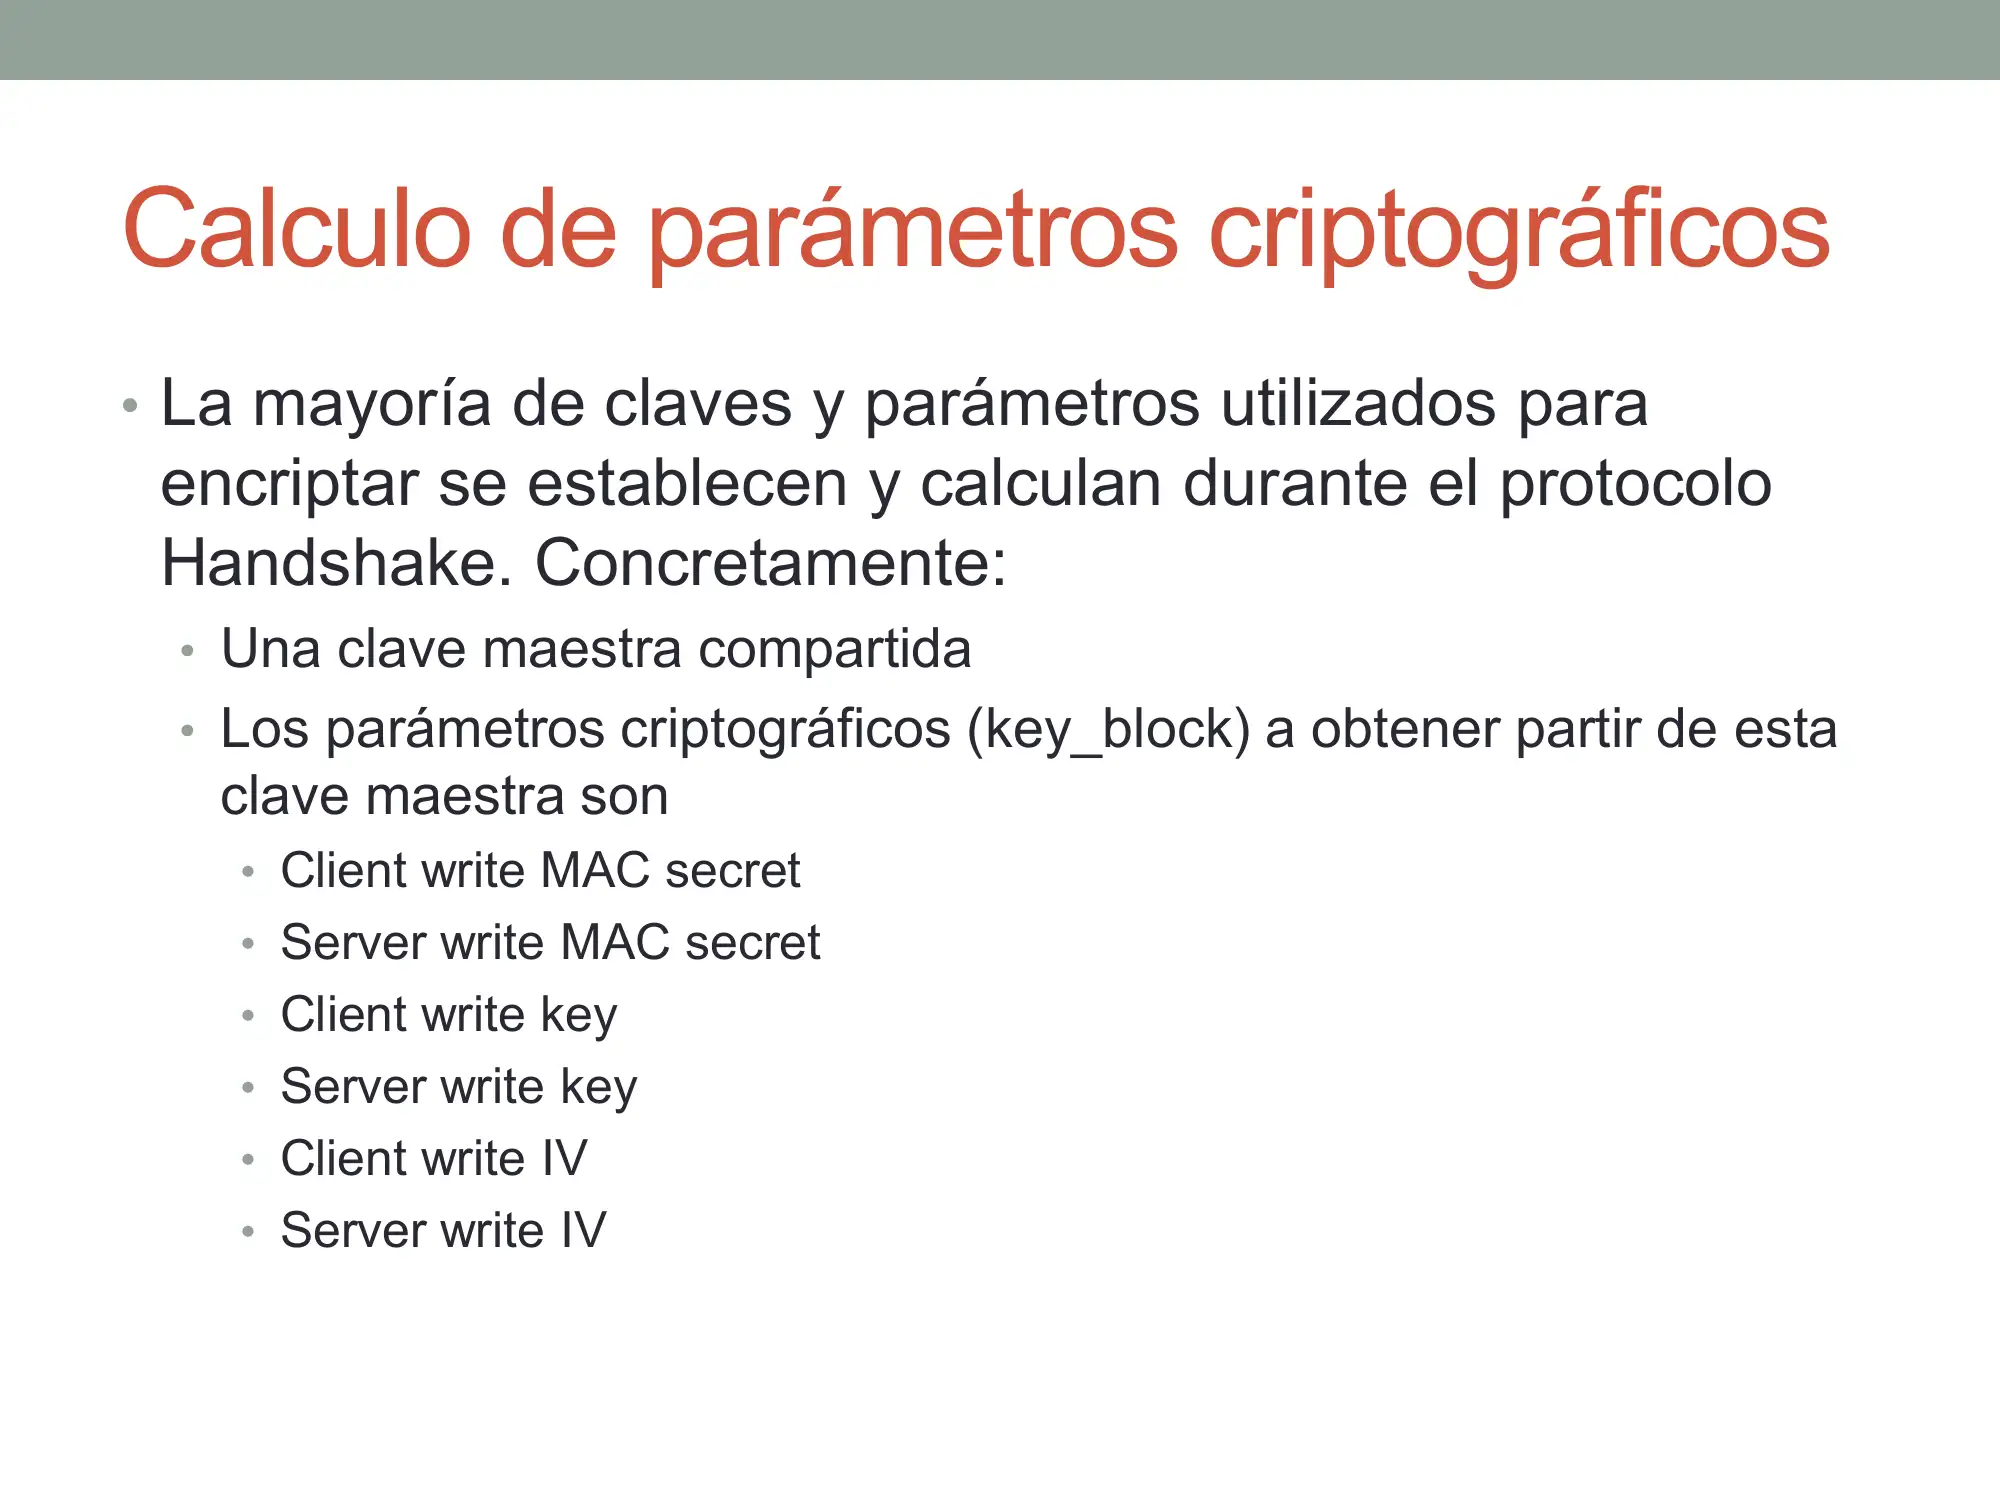 Calculo de parámetros criptográficos
• La mayoría de claves y parámetros utilizados para
encriptar se establecen y calculan durante el protocolo
Handshake. Concretamente:
• Una clave maestra compartida
• Los parámetros criptográficos (key_block) a obtener partir de esta
clave maestra son
• Client write MAC secret
• Server write MAC secret
• Client write key
• Server write key
• Client write IV
• Server write IV